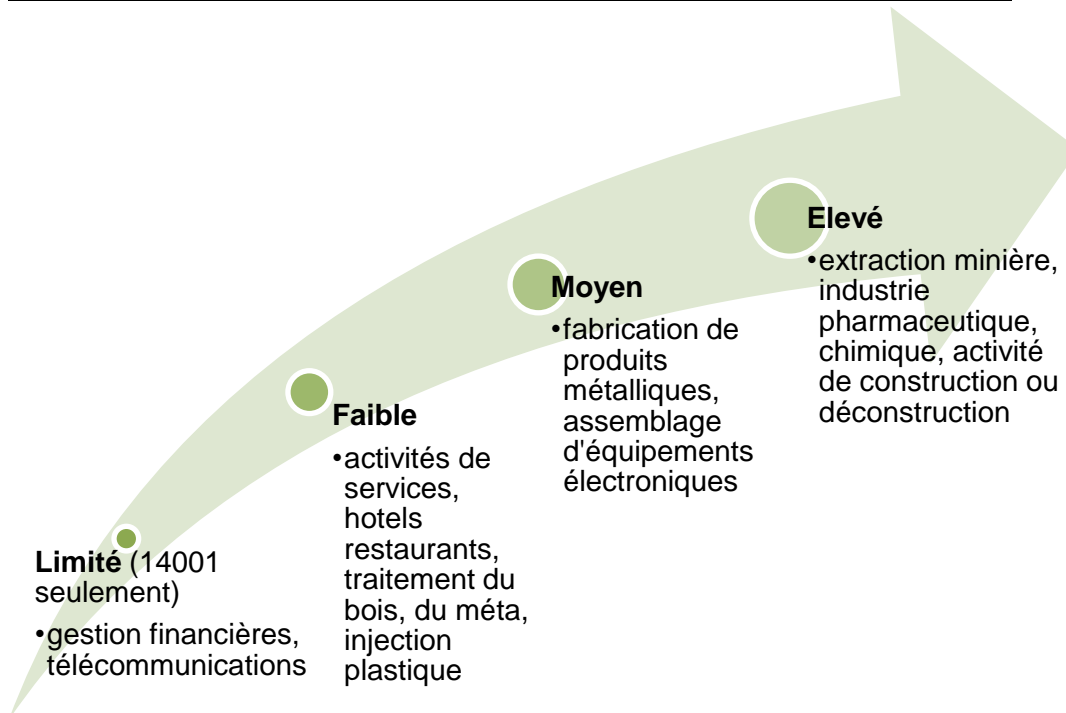 Limité (14001
seulement)
•gestion financières,
télécommunications
Faible
•activités de
services,
hotels
restaurants,
traitement du
bois, du méta,
injection
plastique
Moyen
•fabrication de
produits
métalliques,
assemblage
d'équipements
électroniques
Elevé
•extraction minière,
industrie
pharmaceutique,
chimique, activité
de construction ou
déconstruction